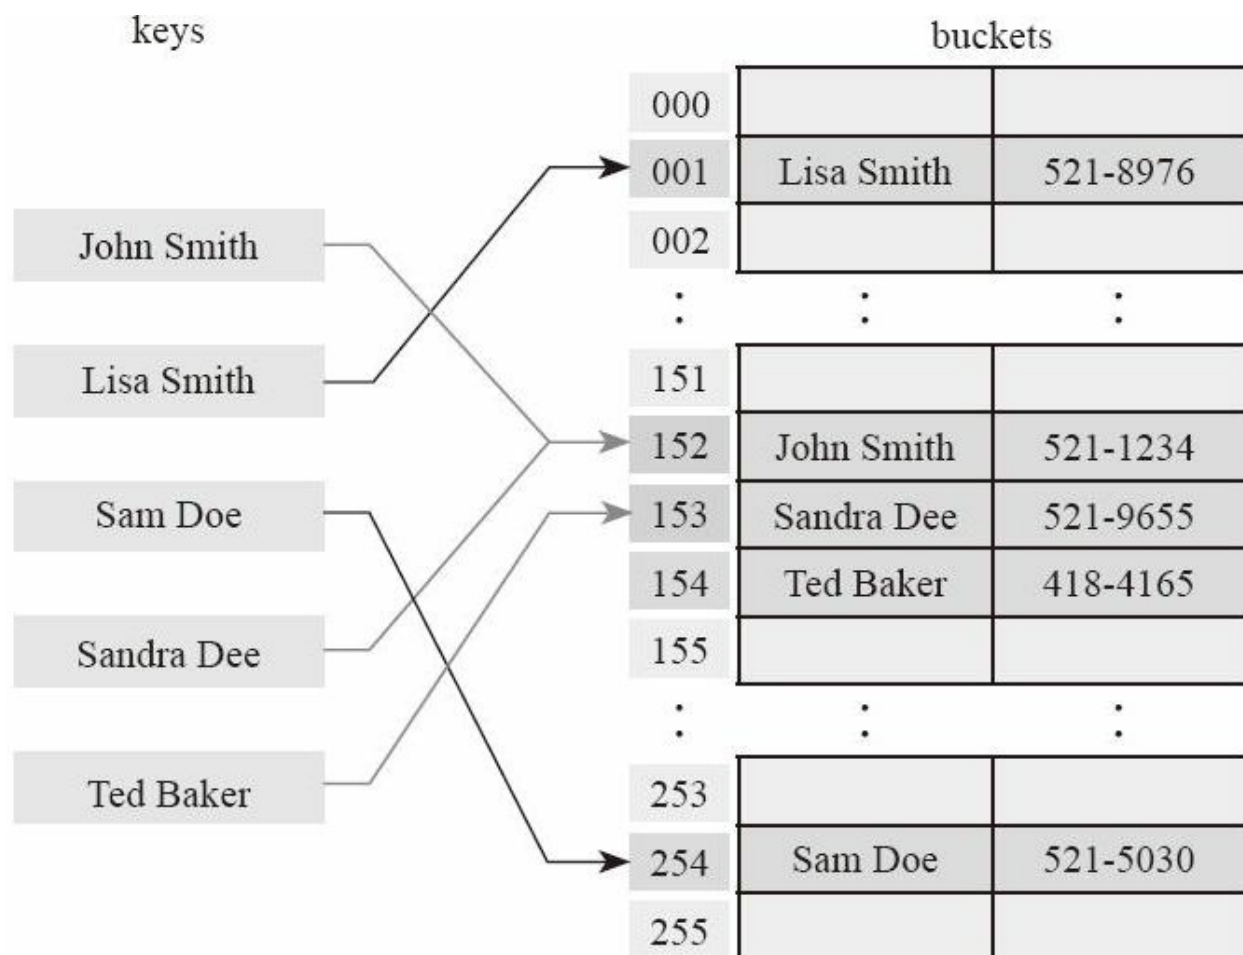 keys
buckets
000
001 Lisa Smith 521-8976
002
John Smith
Lisa Smith
Sam Doe
Sandra Dee
Ted Baker
: : :
151
152 John Smith 521-1234
153 Sandra Dee 521-9655
154 Ted Baker 418-4165
155
: : :
253
254 Sam Doe 521-5030
255